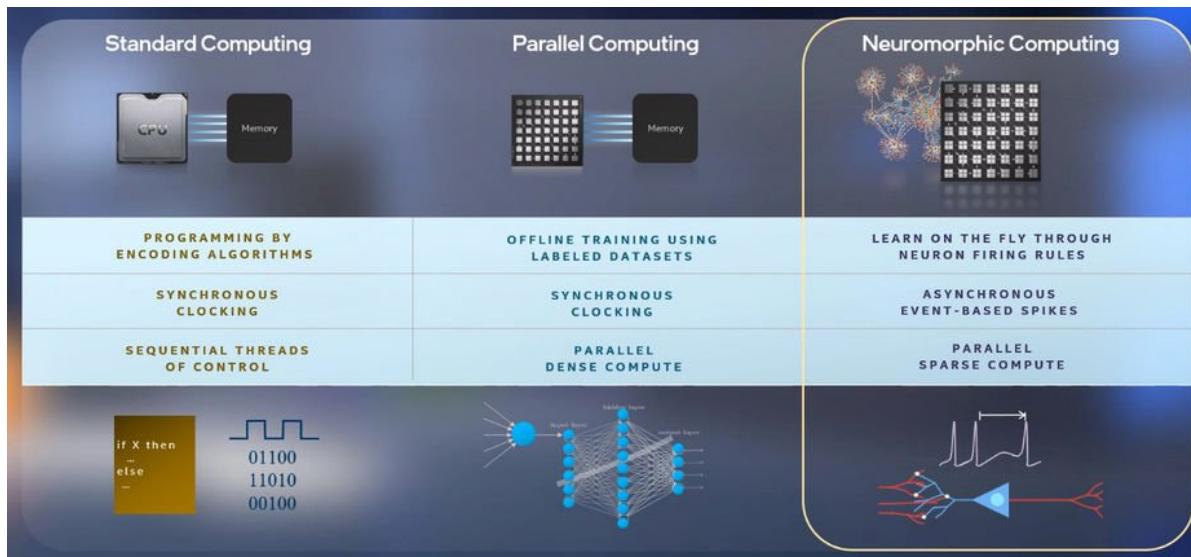 Standard Computing
Parallel Computing
Neuromorphic Computing
CPU
Memory
Memory
PROGRAMMING BY
ENCODING ALGORITHMS
OFFLINE TRAINING USING
LABELED DATASETS
LEARN ON THE FLY THROUGH
NEURON FIRING RULES
SYNCHRONOUS
CLOCKING
SYNCHRONOUS
CLOCKING
ASYNCHRONOUS
EVENT-BASED SPIKES
SEQUENTIAL THREADS
OF CONTROL
PARALLEL
DENSE COMPUTE
PARALLEL
SPARSE COMPUTE
if X then
...
else
...
01100
11010
00100